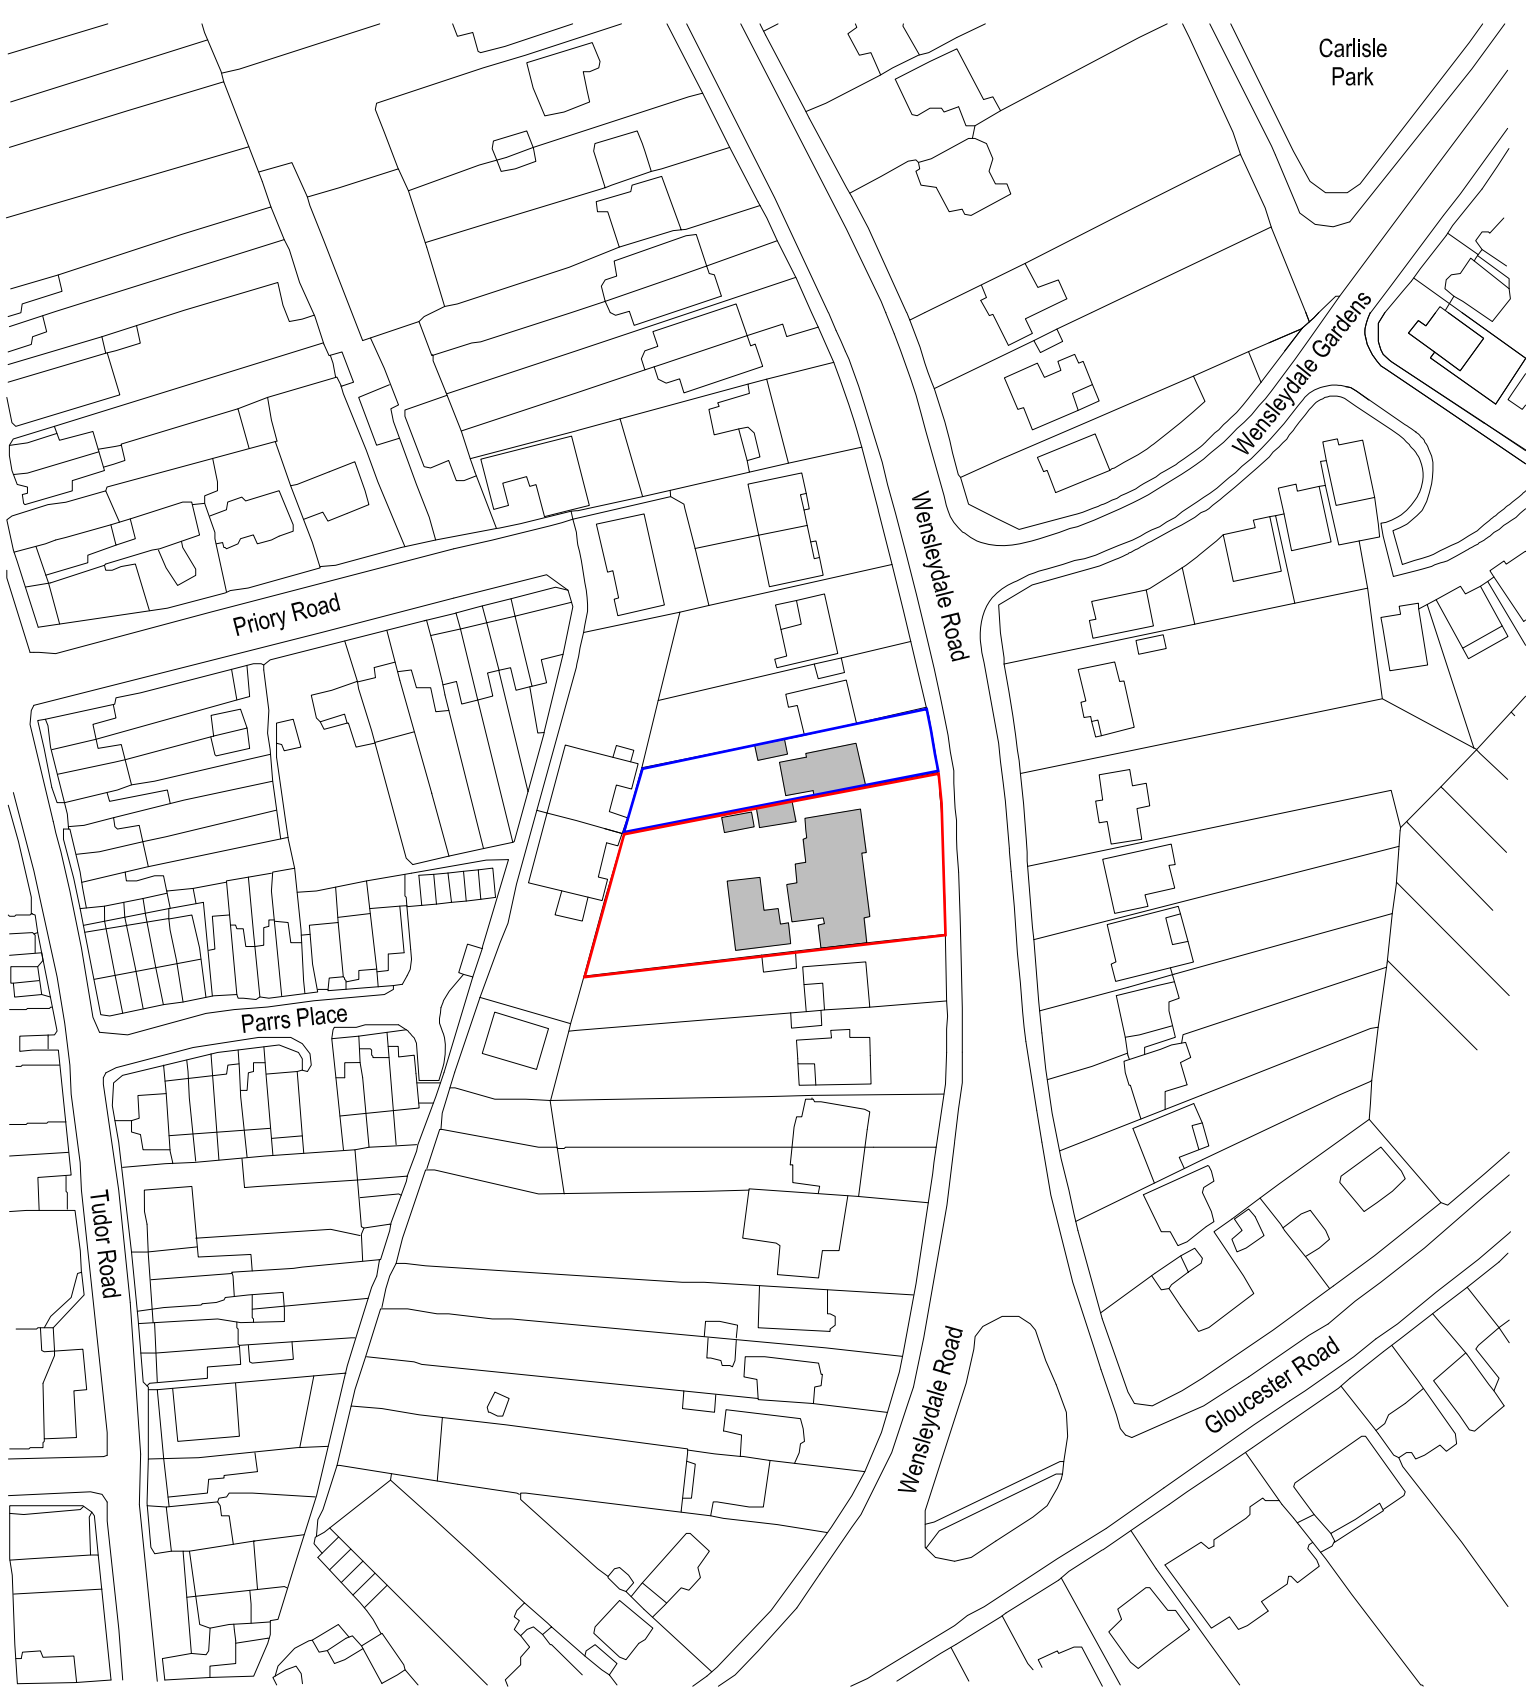 Carlisle
Park
Wensleydale Gardens
Wensleydale Road
Priory Road
Parrs Place
Tudor Road
Wensleydale Road
Gloucester Road